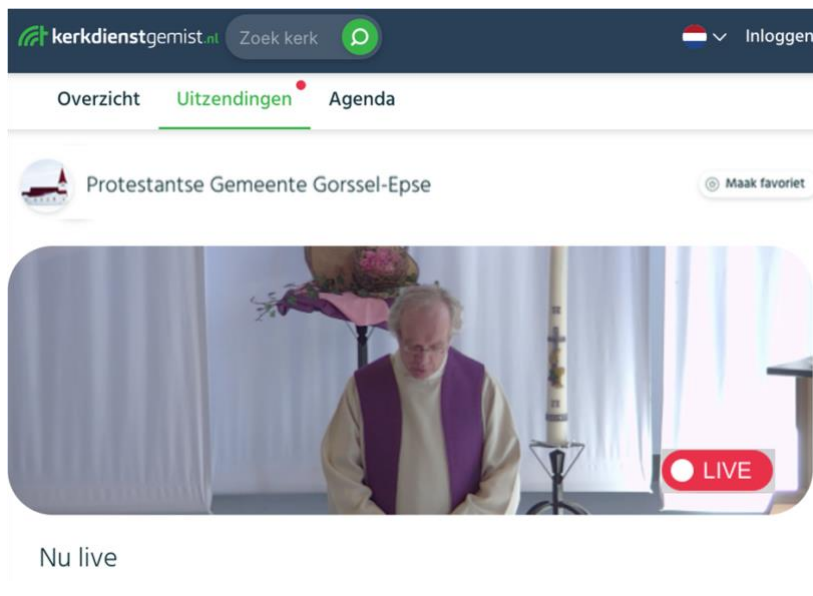 kerkdienstgemist.nl Zoek kerk Inloggen
Overzicht Uitzendingen Agenda
Protestantse Gemeente Gorssel-Epse Maak favoriet
LIVE
Nu live